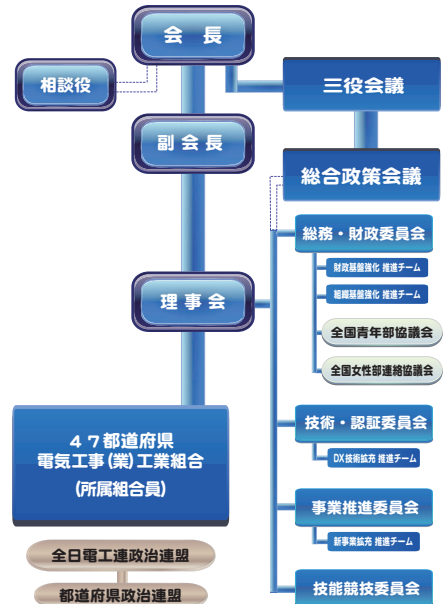 会長
相談役
三役会議
副会長
総合政策会議
総務・財政委員会
財政基盤強化 推進チーム
組織基盤強化 推進チーム
理事会
全国青年部協議会
全国女性部連絡協議会
47都道府県
電気工事(業)工業組合
(所属組合員)
技術・認証委員会
DX技術拡充 推進チーム
事業推進委員会
新事業拡充 推進チーム
全日電工連政治連盟
都道府県政治連盟
技能競技委員会